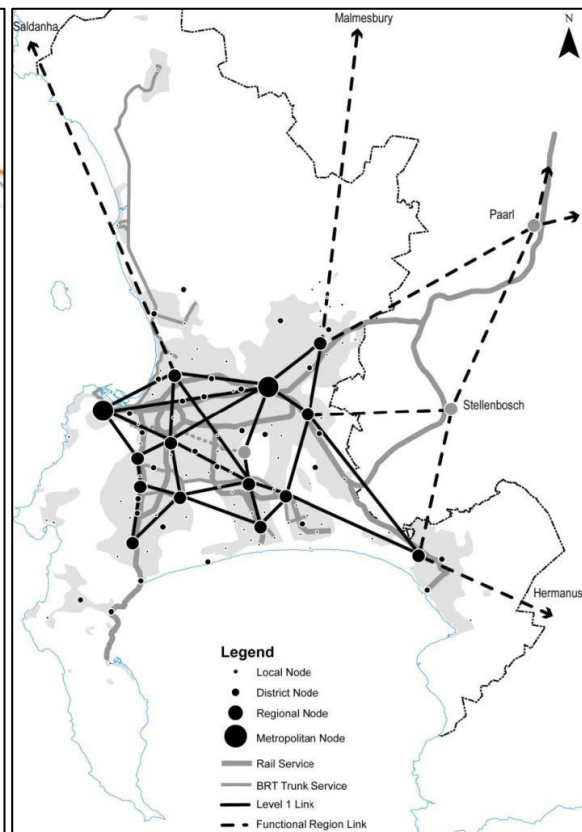 Saldanha
Malmesbury
N
Paarl
Stellenbosch
Hermanus
Legend
Local Node
District Node
Regional Node
Metropolitan Node
Rail Service
BRT Trunk Service
Level 1 Link
Functional Region Link